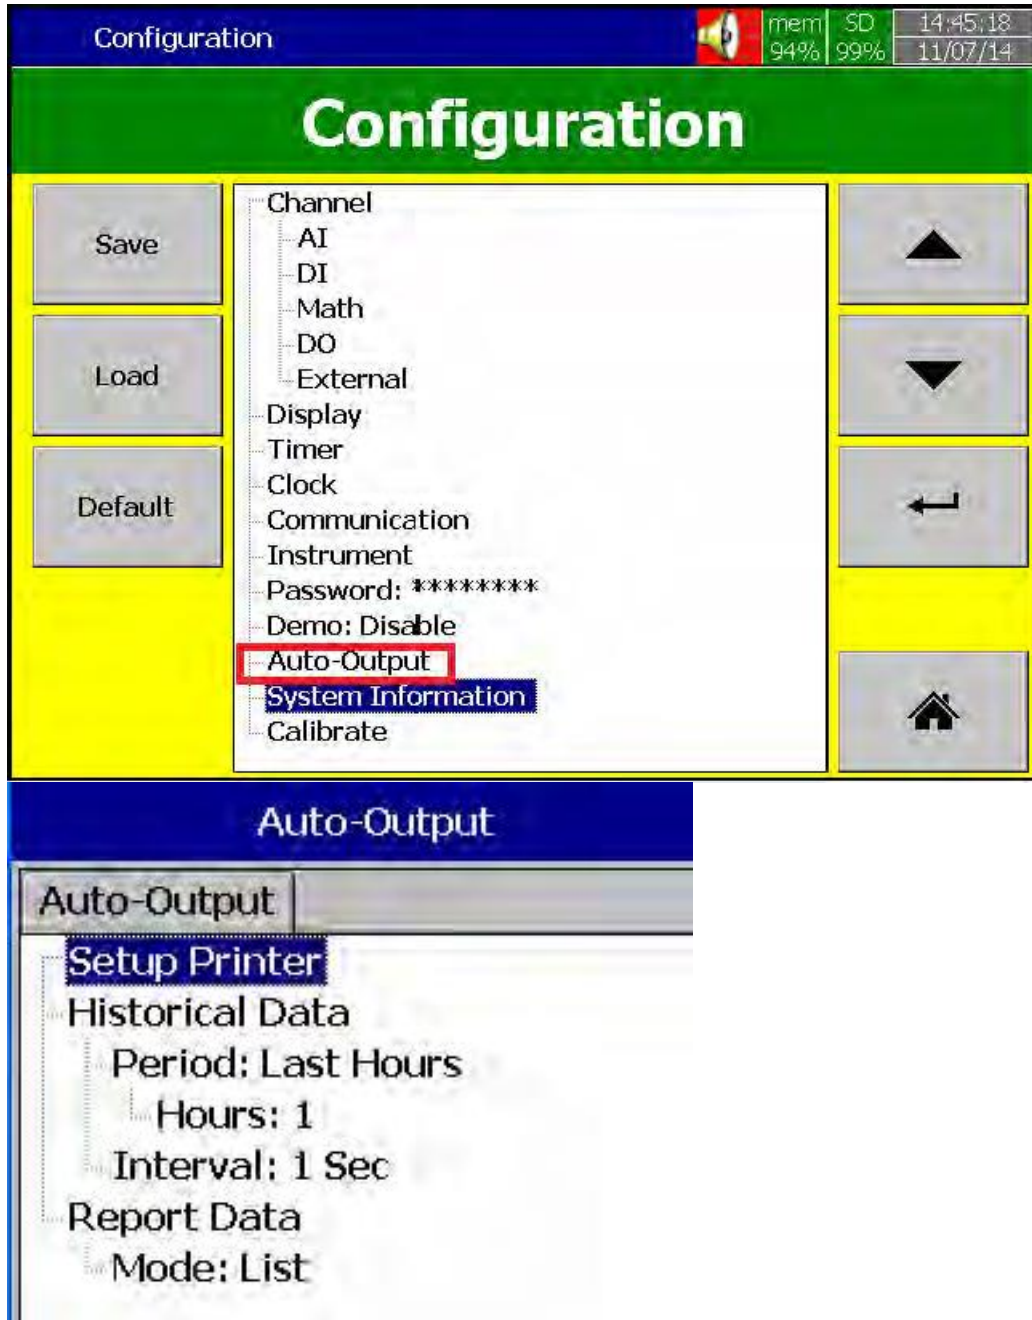 Configuration
mem SD 14:45:18
94% 99% 11/07/14
Configuration
Save
Load
Default
Channel
AI
DI
Math
DO
External
Display
Timer
Clock
Communication
Instrument
Password: ********
Demo: Disable
Auto-Output
System Information
Calibrate
Auto-Output
Auto-Output
Setup Printer
Historical Data
Period: Last Hours
Hours: 1
Interval: 1 Sec
Report Data
Mode: List